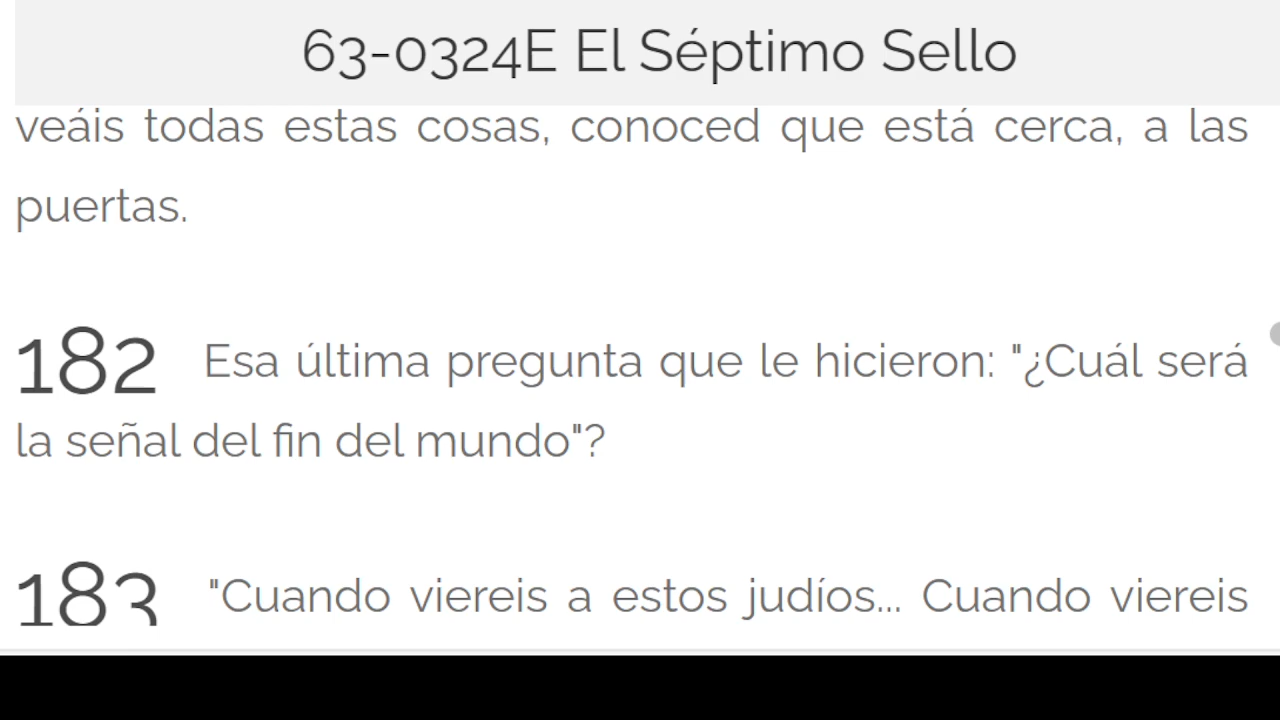 63-0324E El Séptimo Sello
veáis todas estas cosas, conoced que está cerca, a las
puertas.
182 Esa última pregunta que le hicieron: "¿Cuál será
la señal del fin del mundo"?
183 "Cuando viereis a estos judíos... Cuando viereis